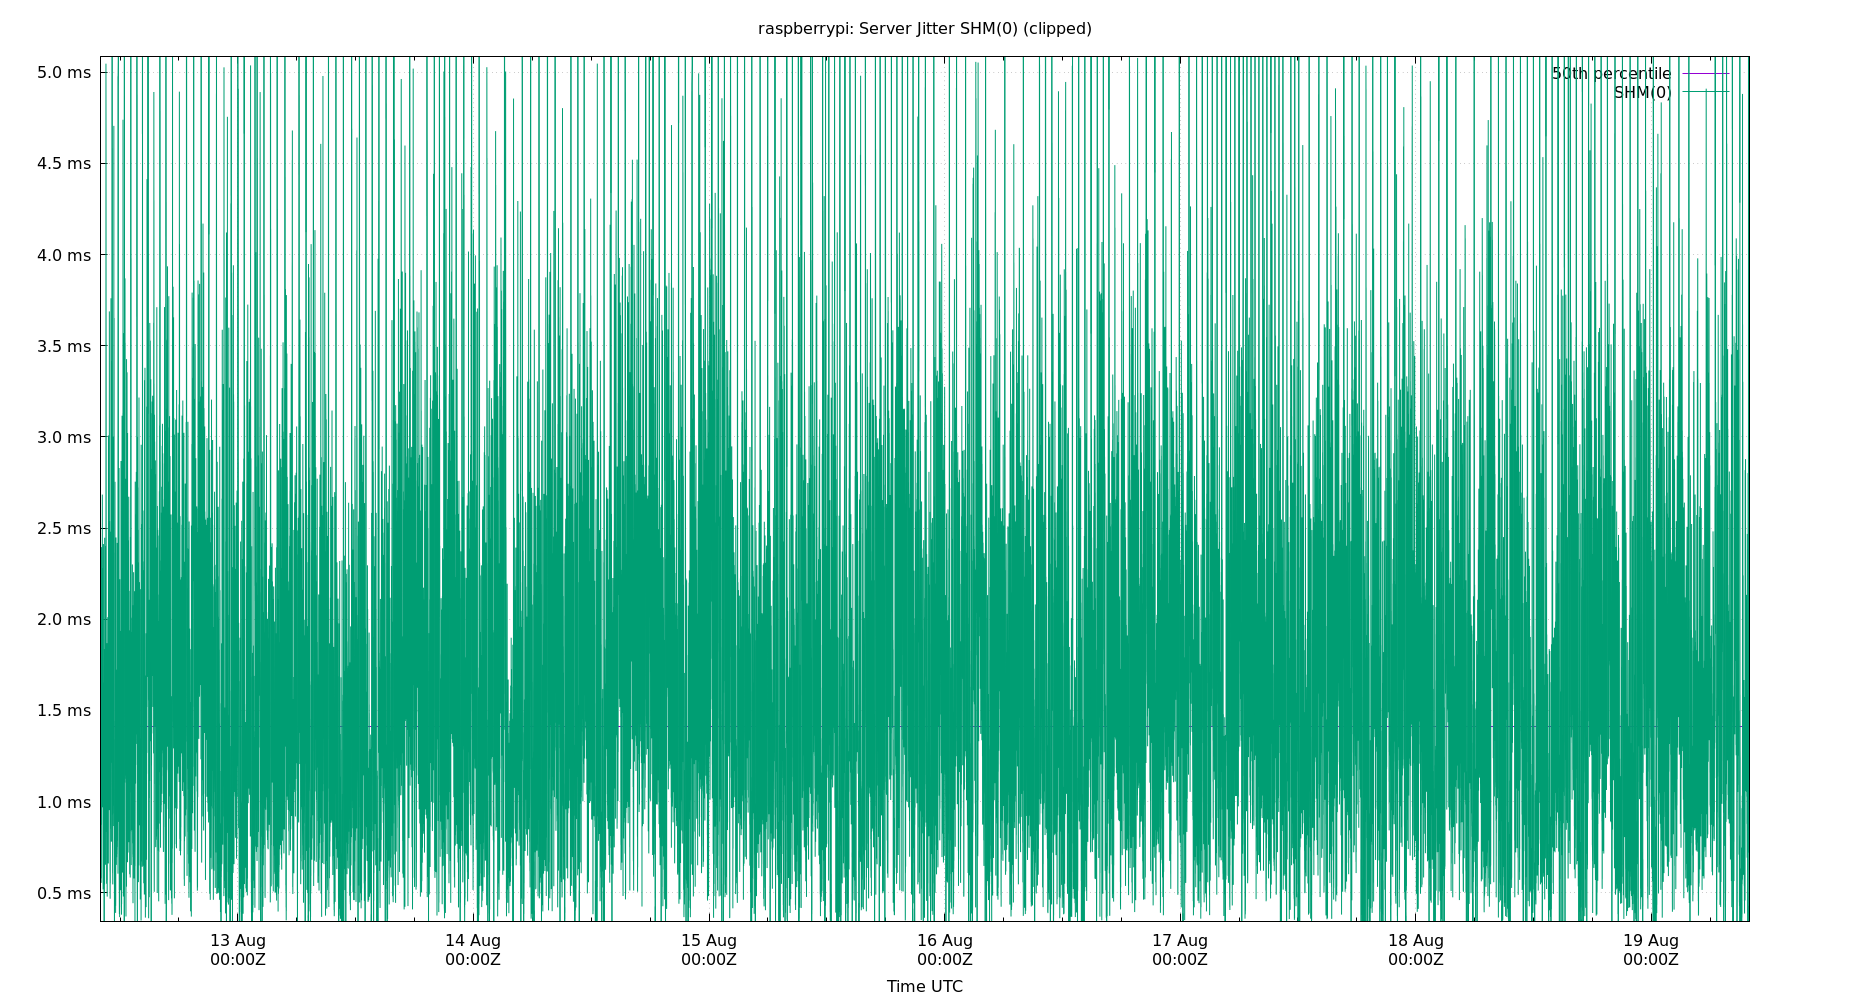 raspberrypi: Server Jitter SHM(0) (clipped)
5.0 ms
50th percentile
SHM(0)
4.5 ms
4.0 ms
3.5 ms
3.0 ms
2.5 ms
2.0 ms
1.5 ms
1.0 ms
0.5 ms
13 Aug 14 Aug 15 Aug 16 Aug 17 Aug 18 Aug 19 Aug
00:00Z 00:00Z 00:00Z 00:00Z 00:00Z 00:00Z 00:00Z
Time UTC